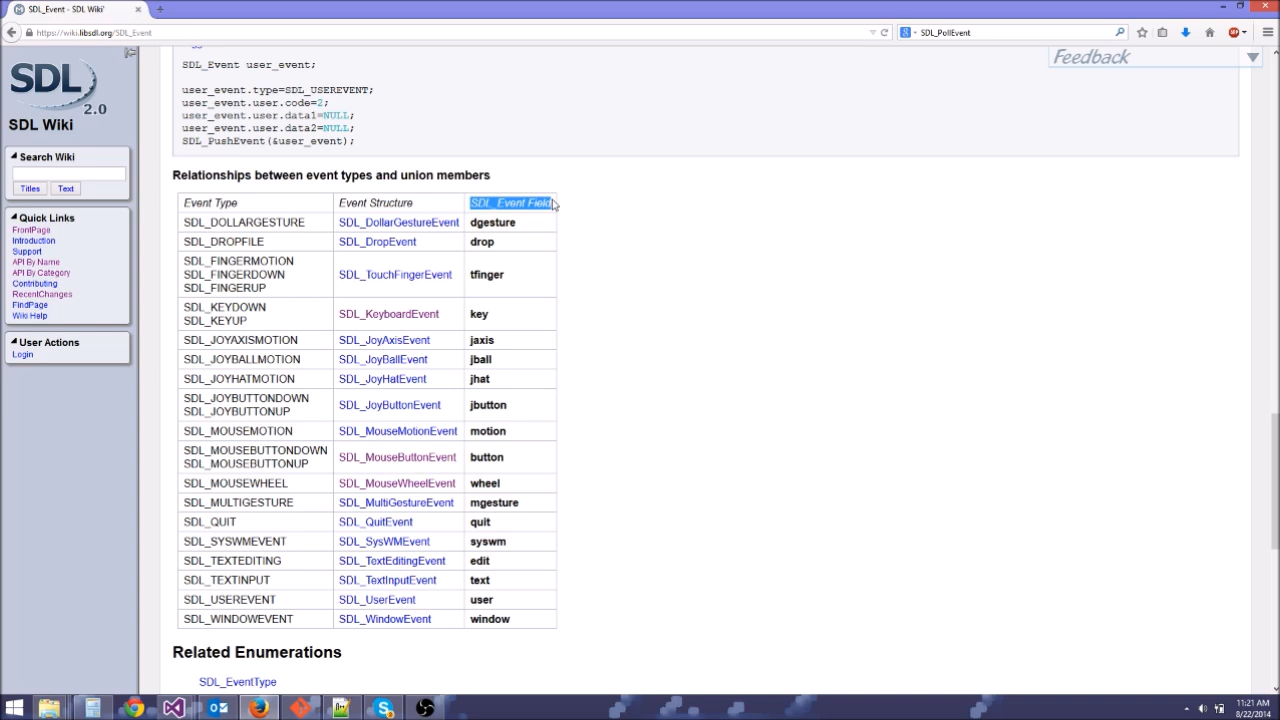 SDL_Event - SDL Wiki
https://wiki.libsdl.org/SDL_Event
SDL_PollEvent
Feedback
SDL
2.0
SDL Wiki
Search Wiki
Titles
Text
Quick Links
FrontPage
Introduction
Support
API By Name
API By Category
Contributing
RecentChanges
FindPage
Wiki Help
User Actions
Login
SDL_Event user_event;
user_event.type=SDL_USEREVENT;
user_event.user.code=2;
user_event.user.data1=NULL;
user_event.user.data2=NULL;
SDL_PushEvent(&user_event);
Relationships between event types and union members
Event Type Event Structure SDL_Event Field
SDL_DOLLARGESTURE SDL_DollarGestureEvent dgesture
SDL_DROPFILE SDL_DropEvent drop
SDL_FINGERMOTION
SDL_FINGERDOWN SDL_TouchFingerEvent tfinger
SDL_FINGERUP
SDL_KEYDOWN
SDL_KEYUP
SDL_KeyboardEvent key
SDL_JOYAXISMOTION SDL_JoyAxisEvent jaxis
SDL_JOYBALLMOTION SDL_JoyBallEvent jball
SDL_JOYHATMOTION SDL_JoyHatEvent jhat
SDL_JOYBUTTONDOWN
SDL_JOYBUTTONUP
SDL_JoyButtonEvent jbutton
SDL_MOUSEMOTION SDL_MouseMotionEvent motion
SDL_MOUSEBUTTONDOWN
SDL_MOUSEBUTTONUP
SDL_MouseButtonEvent button
SDL_MOUSEWHEEL SDL_MouseWheelEvent wheel
SDL_MULTIGESTURE SDL_MultiGestureEvent mgesture
SDL_QUIT SDL_QuitEvent quit
SDL_SYSWMEVENT SDL_SysWMEvent syswm
SDL_TEXTEDITING SDL_TextEditingEvent edit
SDL_TEXTINPUT SDL_TextInputEvent text
SDL_USEREVENT SDL_UserEvent user
SDL_WINDOWEVENT SDL_WindowEvent window
Related Enumerations
SDL_EventType
11:21 AM
8/22/2014